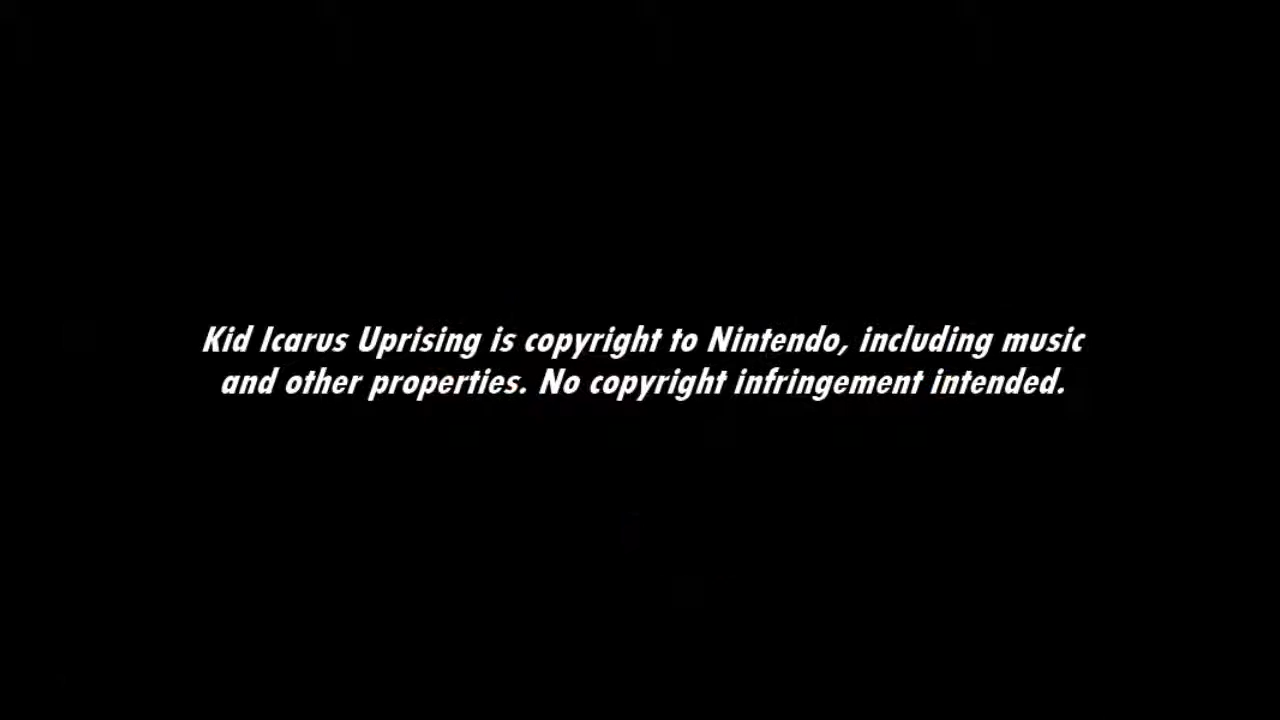 Kid Icarus Uprising is copyright to Nintendo, including music
and other properties. No copyright infringement intended.